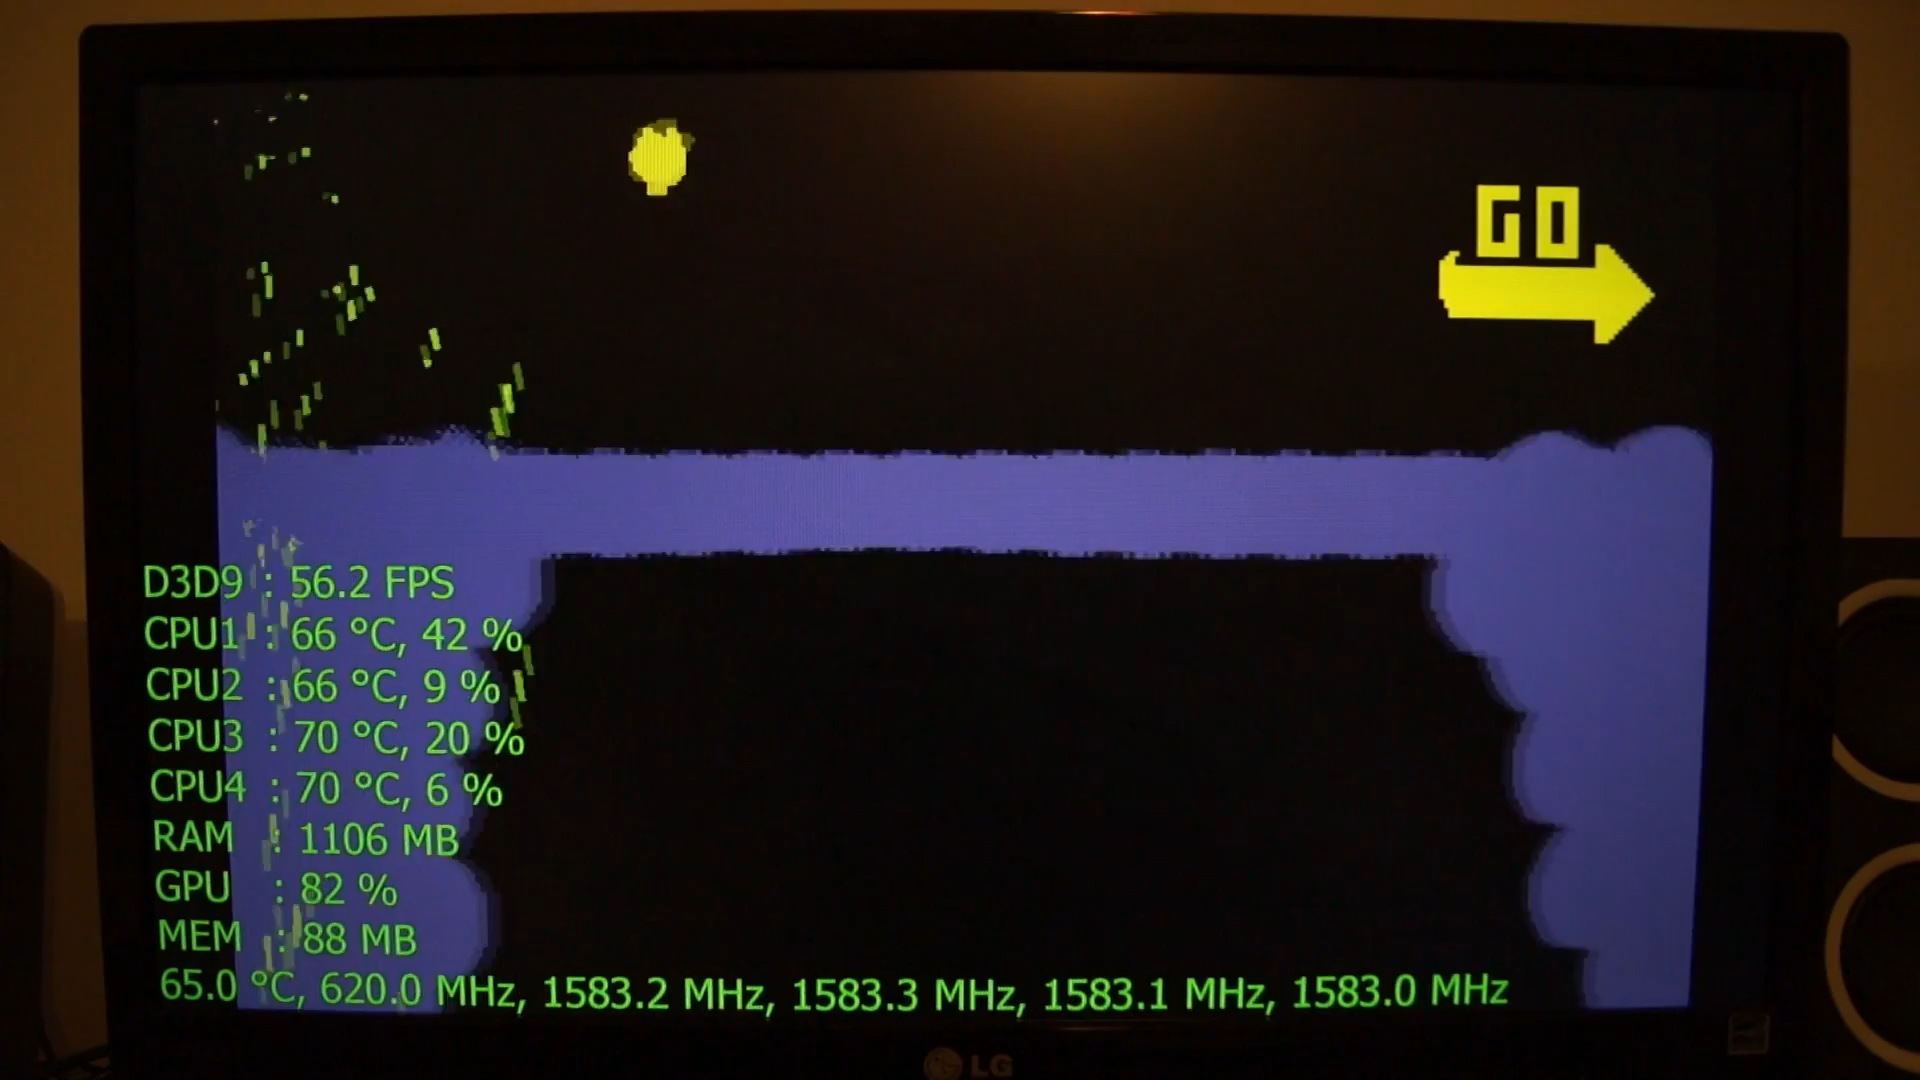 GO
D3D9 : 56.2 FPS
CPU1 : 66 °C, 42 %
CPU2 : 66 °C, 9 %
CPU3 : 70 °C, 20 %
CPU4 : 70 °C, 6 %
RAM : 1106 MB
GPU : 82 %
MEM : 88 MB
65.0 °C, 620.0 MHz, 1583.2 MHz, 1583.3 MHz, 1583.1 MHz, 1583.0 MHz
LG